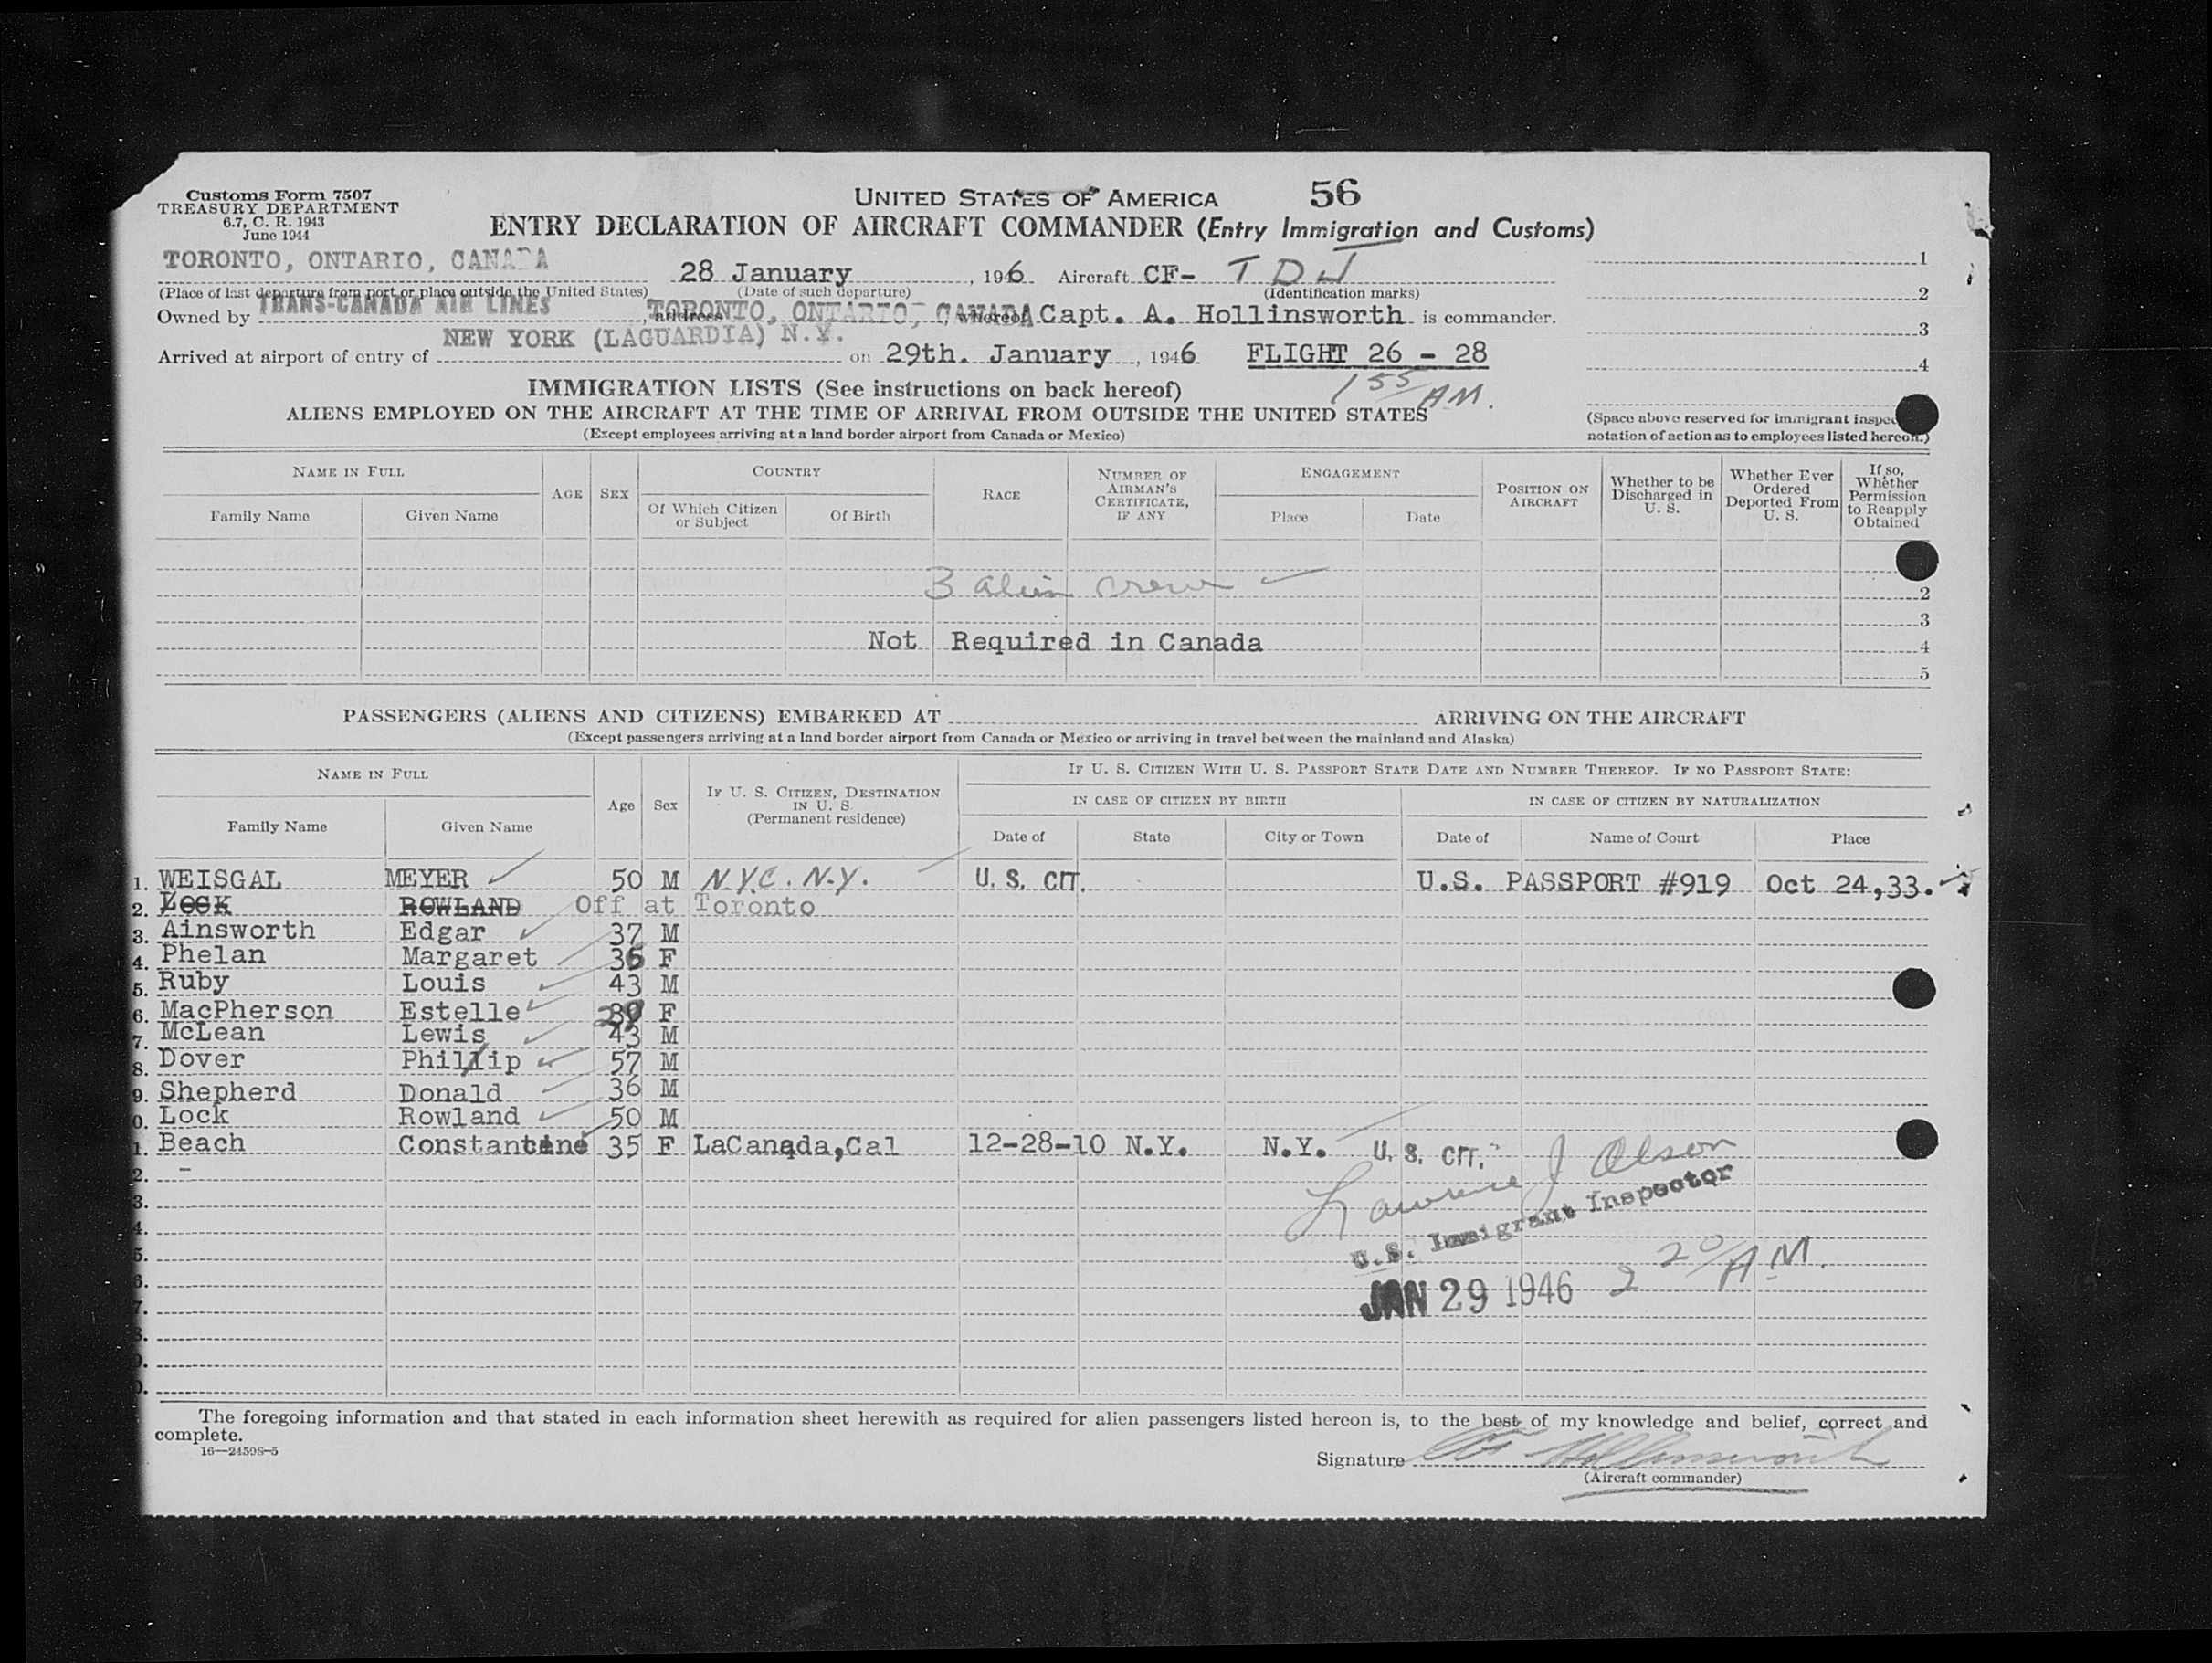 Customs Form 7507
TREASURY DEPARTMENT
6.7, C. R. 1943
June 1944
UNITED STATES OF AMERICA 56
ENTRY DECLARATION OF AIRCRAFT COMMANDER (Entry Immigration and Customs)
TORONTO, ONTARIO, CANADA 28 January, 1946 Aircraft CF- T D J
(Place of last departure from port or place outside the United States) (Date of such departure) (Identification marks)
Owned by TRANS-CANADA AIR LINES, address TORONTO, ONTARIO, CANADA, whereof Capt. A. Hollinsworth is commander.
Arrived at airport of entry of NEW YORK (LAGUARDIA) N.Y. on 29th. January, 1946 FLIGHT 26 - 28
1 55 AM.
1
2
3
4
IMMIGRATION LISTS (See instructions on back hereof)
ALIENS EMPLOYED ON THE AIRCRAFT AT THE TIME OF ARRIVAL FROM OUTSIDE THE UNITED STATES
(Except employees arriving at a land border airport from Canada or Mexico)
(Space above reserved for immigrant inspec
notation of action as to employees listed hereon.)
NAME IN FULL
Family Name Given Name
AGE SEX
COUNTRY
Of Which Citizen or Subject Of Birth
RACE
NUMBER OF AIRMAN'S CERTIFICATE, IF ANY
ENGAGEMENT
Place Date
POSITION ON AIRCRAFT
Whether to be Discharged in U. S.
Whether Ever Ordered Deported From U. S.
If so, Whether Permission to Reapply Obtained
3 alien crew
2
3
Not Required in Canada 4
5
PASSENGERS (ALIENS AND CITIZENS) EMBARKED AT ARRIVING ON THE AIRCRAFT
(Except passengers arriving at a land border airport from Canada or Mexico or arriving in travel between the mainland and Alaska)
NAME IN FULL
Family Name Given Name
Age Sex
IF U. S. CITIZEN, DESTINATION IN U. S. (Permanent residence)
IF U. S. CITIZEN WITH U. S. PASSPORT STATE DATE AND NUMBER THEREOF. IF NO PASSPORT STATE:
IN CASE OF CITIZEN BY BIRTH IN CASE OF CITIZEN BY NATURALIZATION
Date of State City or Town Date of Name of Court Place
1. WEISGAL MEYER 50 M N.Y.C. N.Y. U. S. CIT. U.S. PASSPORT #919 Oct 24,33.
2. LOCK ROWLAND Off at Toronto
3. Ainsworth Edgar 37 M
4. Phelan Margaret 36 F
5. Ruby Louis 43 M
6. MacPherson Estelle F
7. McLean Lewis 43 M
8. Dover Phillip 57 M
9. Shepherd Donald 36 M
0. Lock Rowland 50 M
1. Beach Constantine 35 F LaCanada,Cal 12-28-10 N.Y. N.Y. U. S. CIT.
2.
3.
4.
5.
6.
7.
8.
9.
0.
Lawrence J Olson
U.S. Immigrant Inspector
JAN 29 1946 2 20 AM.
The foregoing information and that stated in each information sheet herewith as required for alien passengers listed hereon is, to the best of my knowledge and belief, correct and
complete.
16—24598-5
Signature A Hollinsworth
(Aircraft commander)